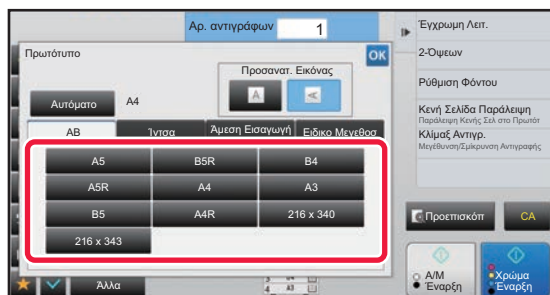 Αρ. αντιγράφων 1
Πρωτότυπο
OK
Προσανατ. Εικόνας
Αυτόματο A4
A A
AB Ίντσα Άμεση Εισαγωγή Ειδικο Μεγεθοσ
A5 B5R B4
A5R A4 A3
B5 A4R 216 x 340
216 x 343
Άλλα
Έγχρωμη Λειτ.
2-Όψεων
Ρύθμιση Φόντου
Κενή Σελίδα Παράλειψη
Παράλειψη Κενής Σελ στο Πρωτότ
Κλίμαξ Αντιγρ.
Μεγέθυνση/Σμίκρυνση Αντιγραφής
Προεπισκόπ CA
Α/Μ
Έναρξη
Χρώμα
Έναρξη